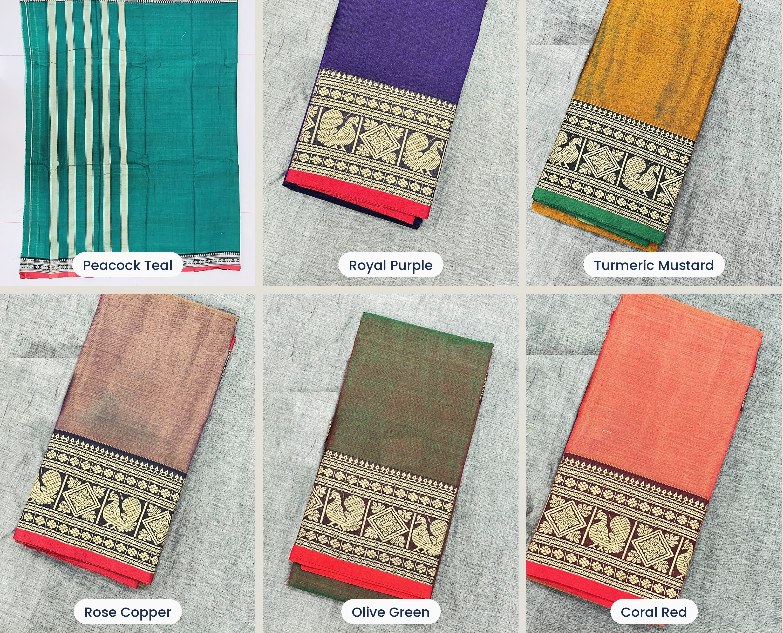 Peacock Teal
Royal Purple
Turmeric Mustard
Rose Copper
Olive Green
Coral Red